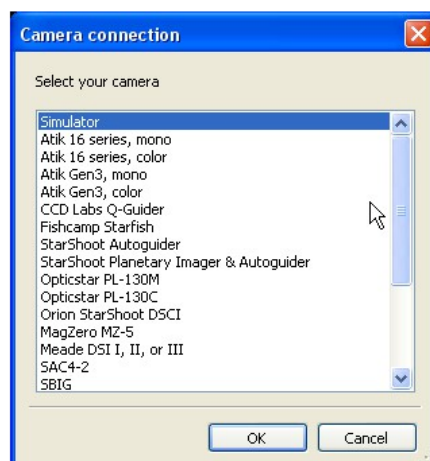 Camera connection
Select your camera
Simulator
Atik 16 series, mono
Atik 16 series, color
Atik Gen3, mono
Atik Gen3, color
CCD Labs Q-Guider
Fishcamp Starfish
StarShoot Autoguider
StarShoot Planetary Imager & Autoguider
Opticstar PL-130M
Opticstar PL-130C
Orion StarShoot DSCI
MagZero MZ-5
Meade DSI I, II, or III
SAC4-2
SBIG
OK
Cancel